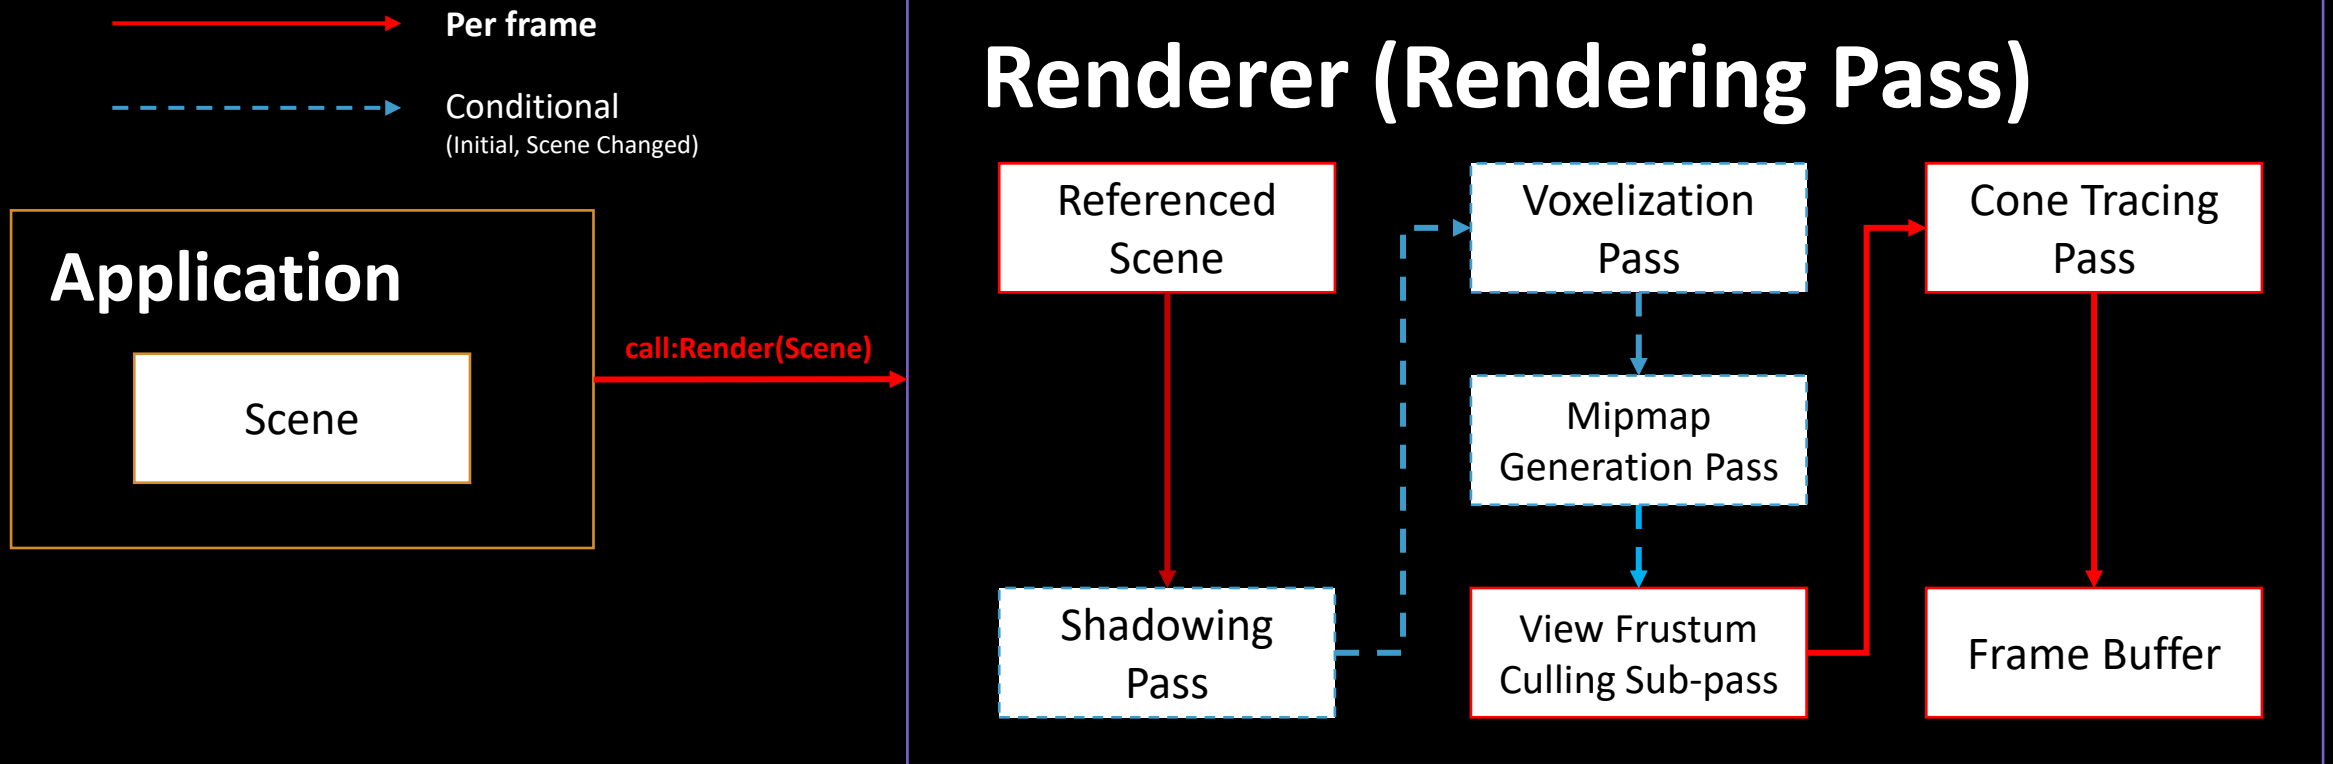 Per frame
Conditional
(Initial, Scene Changed)
Application
Scene
call:Render(Scene)
Renderer (Rendering Pass)
Referenced
Scene
Shadowing
Pass
Voxelization
Pass
Mipmap
Generation Pass
View Frustum
Culling Sub-pass
Cone Tracing
Pass
Frame Buffer